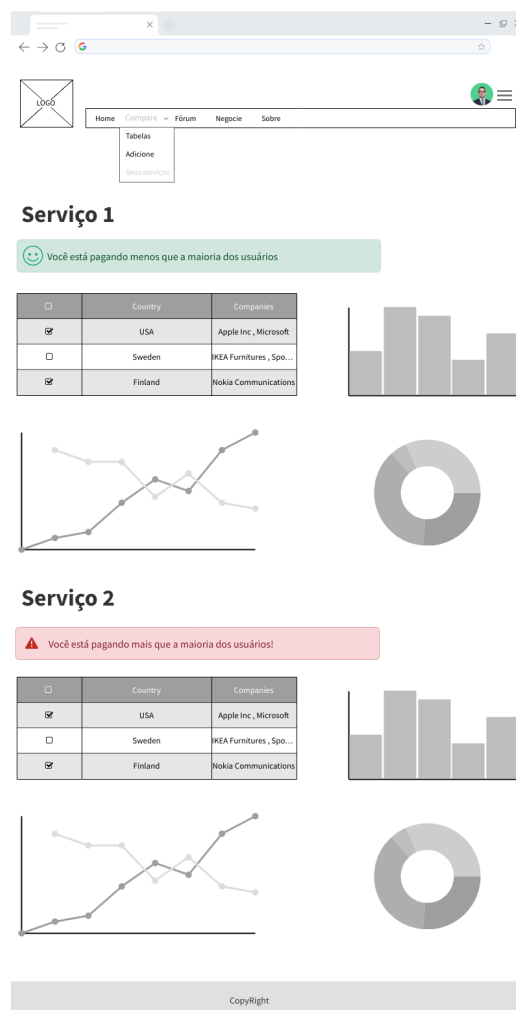 LOGO
Home Compare Fórum Negocie Sobre
Tabelas
Adicione
Seus serviços
Serviço 1
Você está pagando menos que a maioria dos usuários
Country Companies
USA Apple Inc , Microsoft
Sweden IKEA Furnitures , Spo...
Finland Nokia Communications
Serviço 2
Você está pagando mais que a maioria dos usuários!
Country Companies
USA Apple Inc , Microsoft
Sweden IKEA Furnitures , Spo...
Finland Nokia Communications
CopyRight